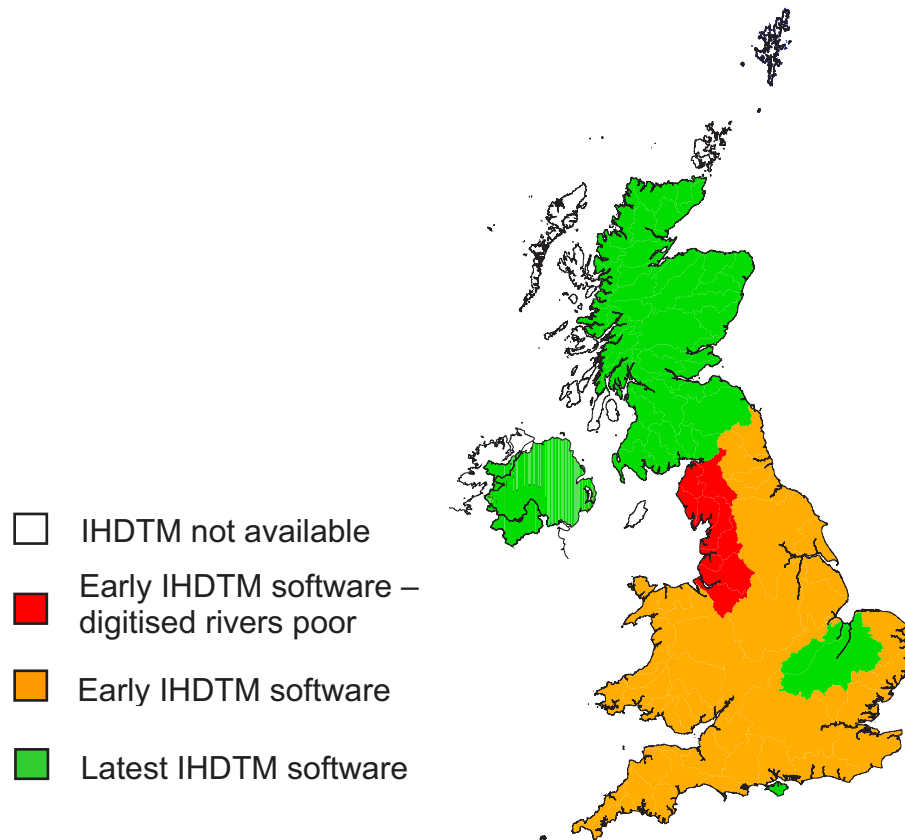 IHDTM not available
Early IHDTM software –
digitised rivers poor
Early IHDTM software
Latest IHDTM software